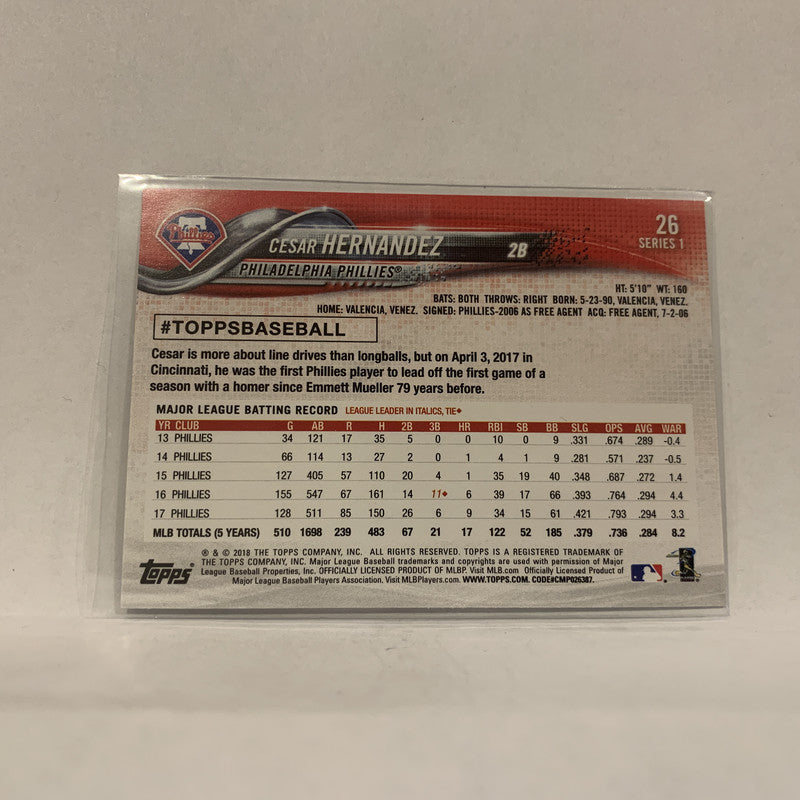 Phillies
CESAR HERNANDEZ 2B
PHILADELPHIA PHILLIES®
26
SERIES 1
HT: 5'10" WT: 160
BATS: BOTH THROWS: RIGHT BORN: 5-23-90, VALENCIA, VENEZ.
HOME: VALENCIA, VENEZ. SIGNED: PHILLIES-2006 AS FREE AGENT ACQ: FREE AGENT, 7-2-06
#TOPPSBASEBALL
Cesar is more about line drives than longballs, but on April 3, 2017 in
Cincinnati, he was the first Phillies player to lead off the first game of a
season with a homer since Emmett Mueller 79 years before.
MAJOR LEAGUE BATTING RECORD LEAGUE LEADER IN ITALICS, TIE♦
YR CLUB G AB R H 2B 3B HR RBI SB BB SLG OPS AVG WAR
13 PHILLIES 34 121 17 35 5 0 0 10 0 9 .331 .674 .289 -0.4
14 PHILLIES 66 114 13 27 2 0 1 4 1 9 .281 .571 .237 -0.5
15 PHILLIES 127 405 57 110 20 4 1 35 19 40 .348 .687 .272 1.4
16 PHILLIES 155 547 67 161 14 11♦ 6 39 17 66 .393 .764 .294 4.4
17 PHILLIES 128 511 85 150 26 6 9 34 15 61 .421 .793 .294 3.3
MLB TOTALS (5 YEARS) 510 1698 239 483 67 21 17 122 52 185 .379 .736 .284 8.2
® & © 2018 THE TOPPS COMPANY, INC. ALL RIGHTS RESERVED. TOPPS IS A REGISTERED TRADEMARK OF
THE TOPPS COMPANY, INC. Major League Baseball trademarks and copyrights are used with permission of Major
League Baseball Properties, Inc. OFFICIALLY LICENSED PRODUCT OF MLBP. Visit MLB.com Officially Licensed Product of
Major League Baseball Players Association. Visit MLBPlayers.com. WWW.TOPPS.COM. CODE#CMP026387.
topps